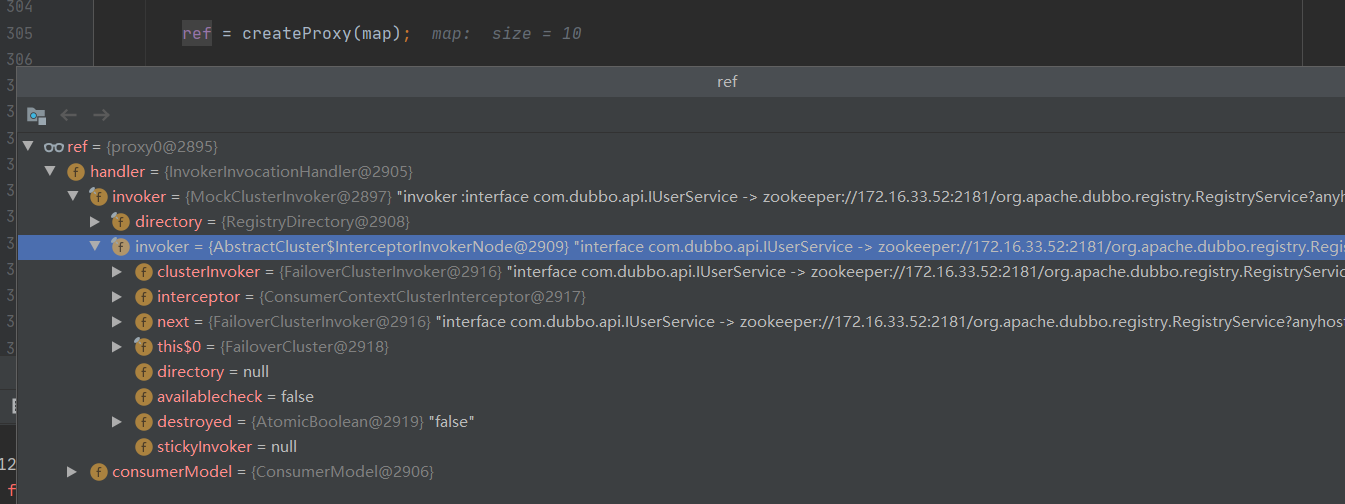 304
305 ref = createProxy(map); map: size = 10
306
ref
ref = {proxy0@2895}
handler = {InvokerInvocationHandler@2905}
invoker = {MockClusterInvoker@2897} "invoker :interface com.dubbo.api.IUserService -> zookeeper://172.16.33.52:2181/org.apache.dubbo.registry.RegistryService?anyho
directory = {RegistryDirectory@2908}
invoker = {AbstractCluster$InterceptorInvokerNode@2909} "interface com.dubbo.api.IUserService -> zookeeper://172.16.33.52:2181/org.apache.dubbo.registry.Regi
clusterInvoker = {FailoverClusterInvoker@2916} "interface com.dubbo.api.IUserService -> zookeeper://172.16.33.52:2181/org.apache.dubbo.registry.RegistryServic
interceptor = {ConsumerContextClusterInterceptor@2917}
next = {FailoverClusterInvoker@2916} "interface com.dubbo.api.IUserService -> zookeeper://172.16.33.52:2181/org.apache.dubbo.registry.RegistryService?anyhost
this$0 = {FailoverCluster@2918}
directory = null
availablecheck = false
destroyed = {AtomicBoolean@2919} "false"
stickyInvoker = null
12
consumerModel = {ConsumerModel@2906}